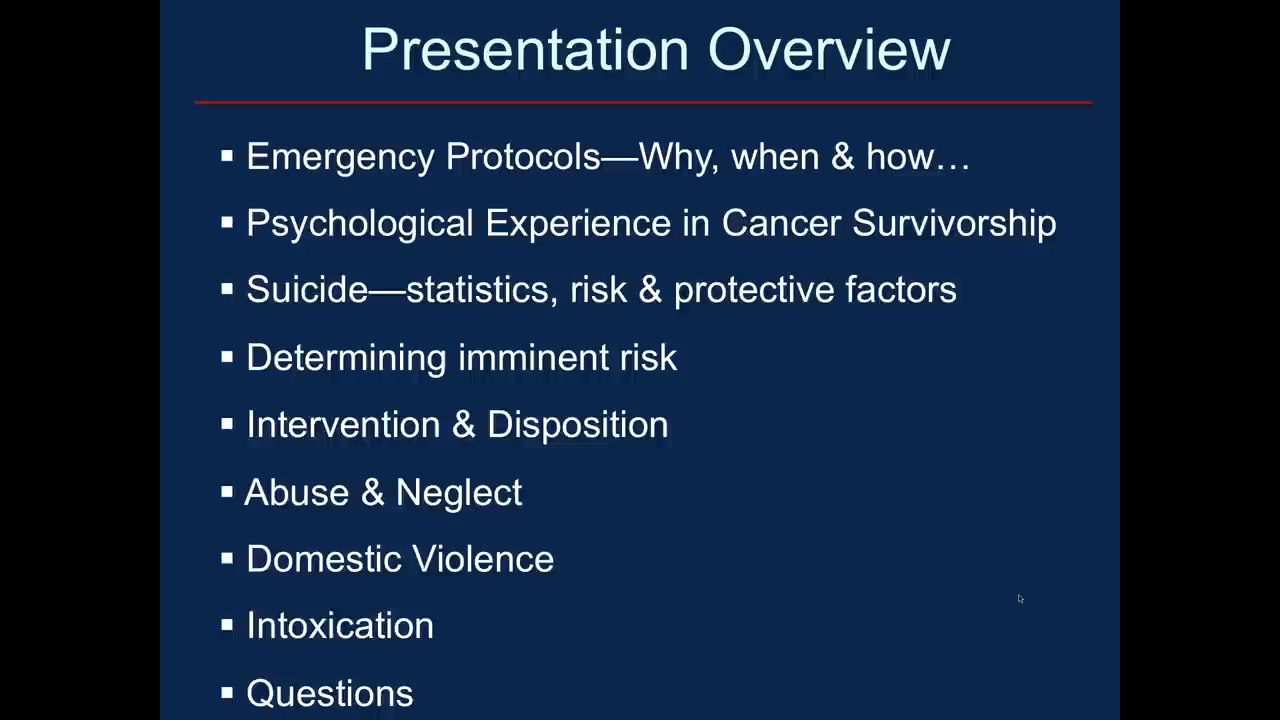 Presentation Overview
▪ Emergency Protocols—Why, when & how…
▪ Psychological Experience in Cancer Survivorship
▪ Suicide—statistics, risk & protective factors
▪ Determining imminent risk
▪ Intervention & Disposition
▪ Abuse & Neglect
▪ Domestic Violence
▪ Intoxication
▪ Questions